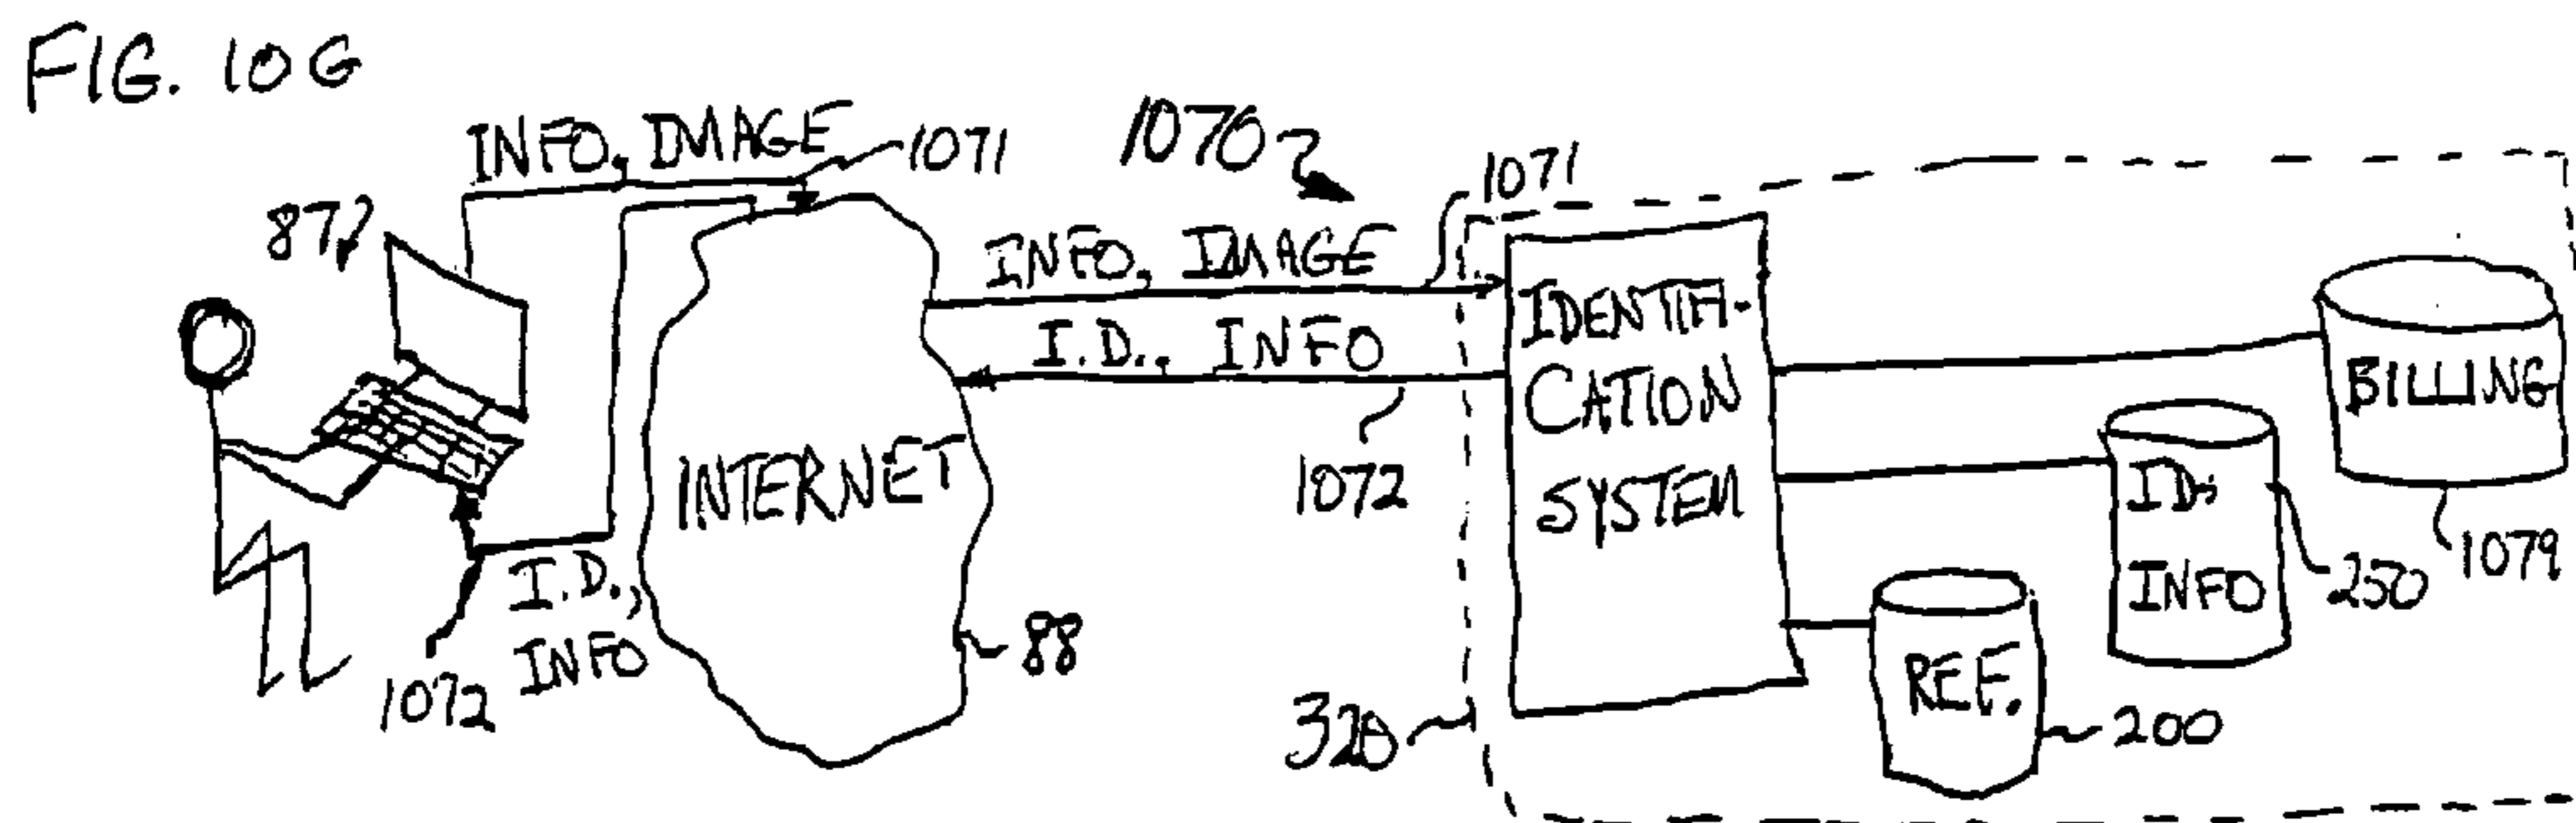 FIG. 10G
INFO, IMAGE
1071
1070
1071
87
INFO, IMAGE
I.D., INFO
1072
IDENTIFI-
CATION
SYSTEM
BILLING
1079
IDs
INFO
250
REF.
200
INTERNET
88
320
I.D.,
INFO
1072